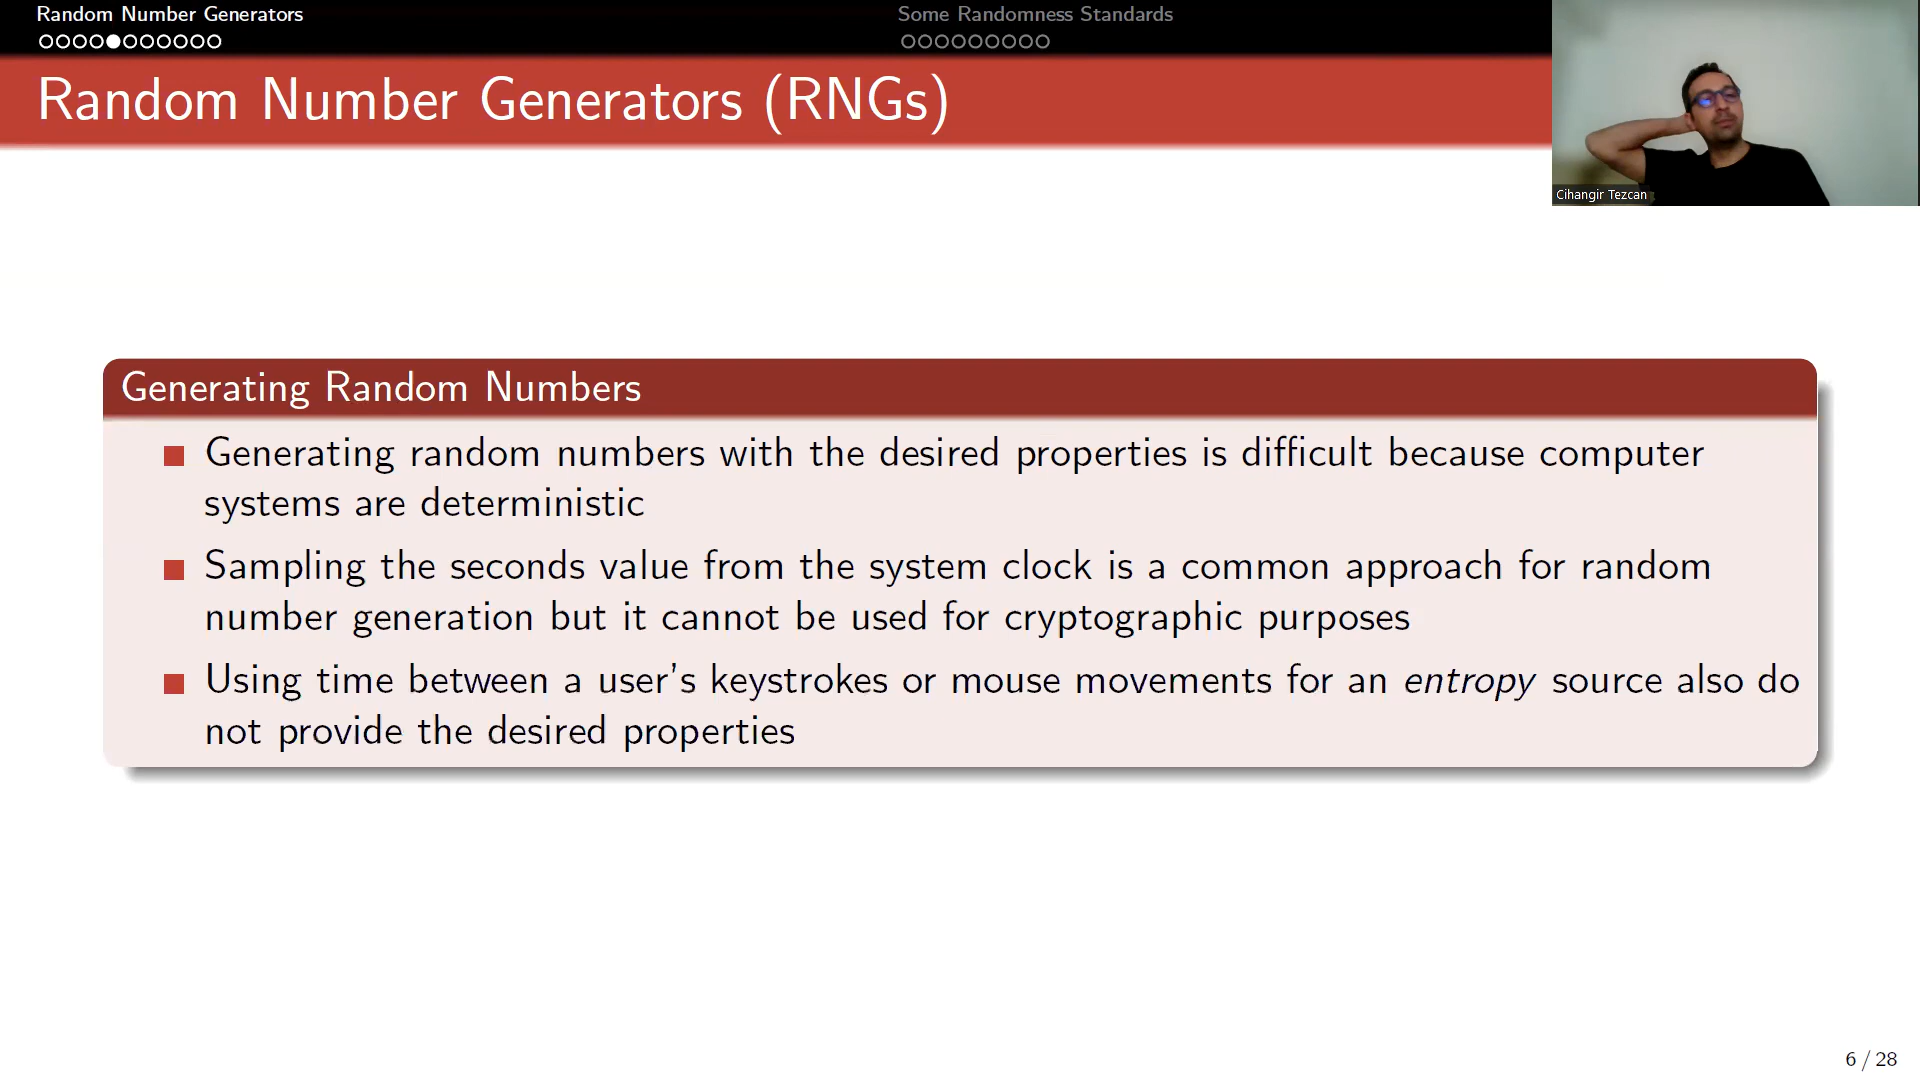 Random Number Generators
Some Randomness Standards
Random Number Generators (RNGs)
Cihangir Tezcan
Generating Random Numbers
Generating random numbers with the desired properties is difficult because computer
systems are deterministic
Sampling the seconds value from the system clock is a common approach for random
number generation but it cannot be used for cryptographic purposes
Using time between a user's keystrokes or mouse movements for an entropy source also do
not provide the desired properties
6 / 28